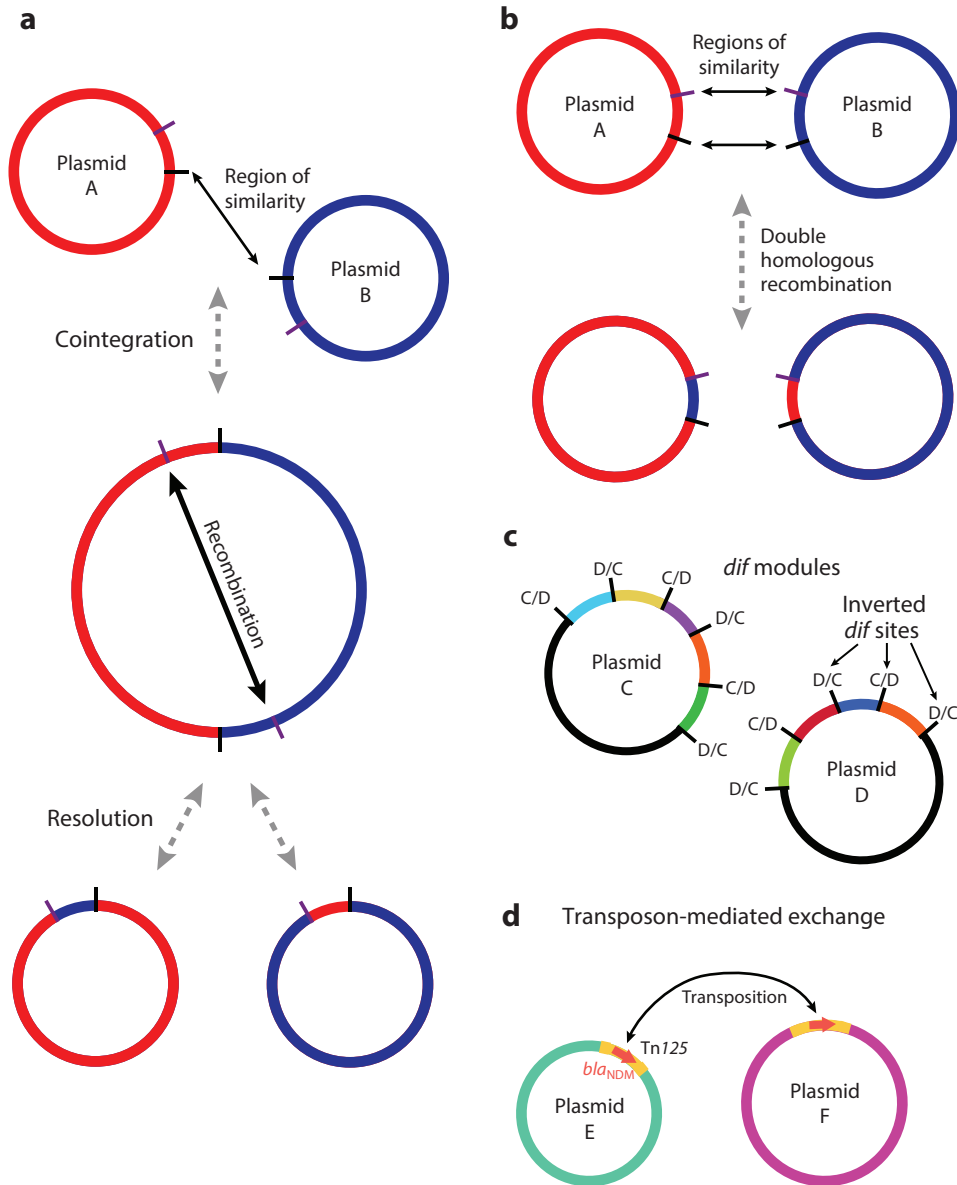 a
Plasmid
A
Region of
similarity
Plasmid
B
Cointegration
Recombination
Resolution
b
Regions of
similarity
Plasmid
A
Plasmid
B
Double
homologous
recombination
c
dif modules
C/D
D/C
C/D
D/C
C/D
D/C
Plasmid
C
Inverted
dif sites
D/C
C/D
D/C
C/D
D/C
Plasmid
D
d
Transposon-mediated exchange
Transposition
Tn125
blaNDM
Plasmid
E
Plasmid
F